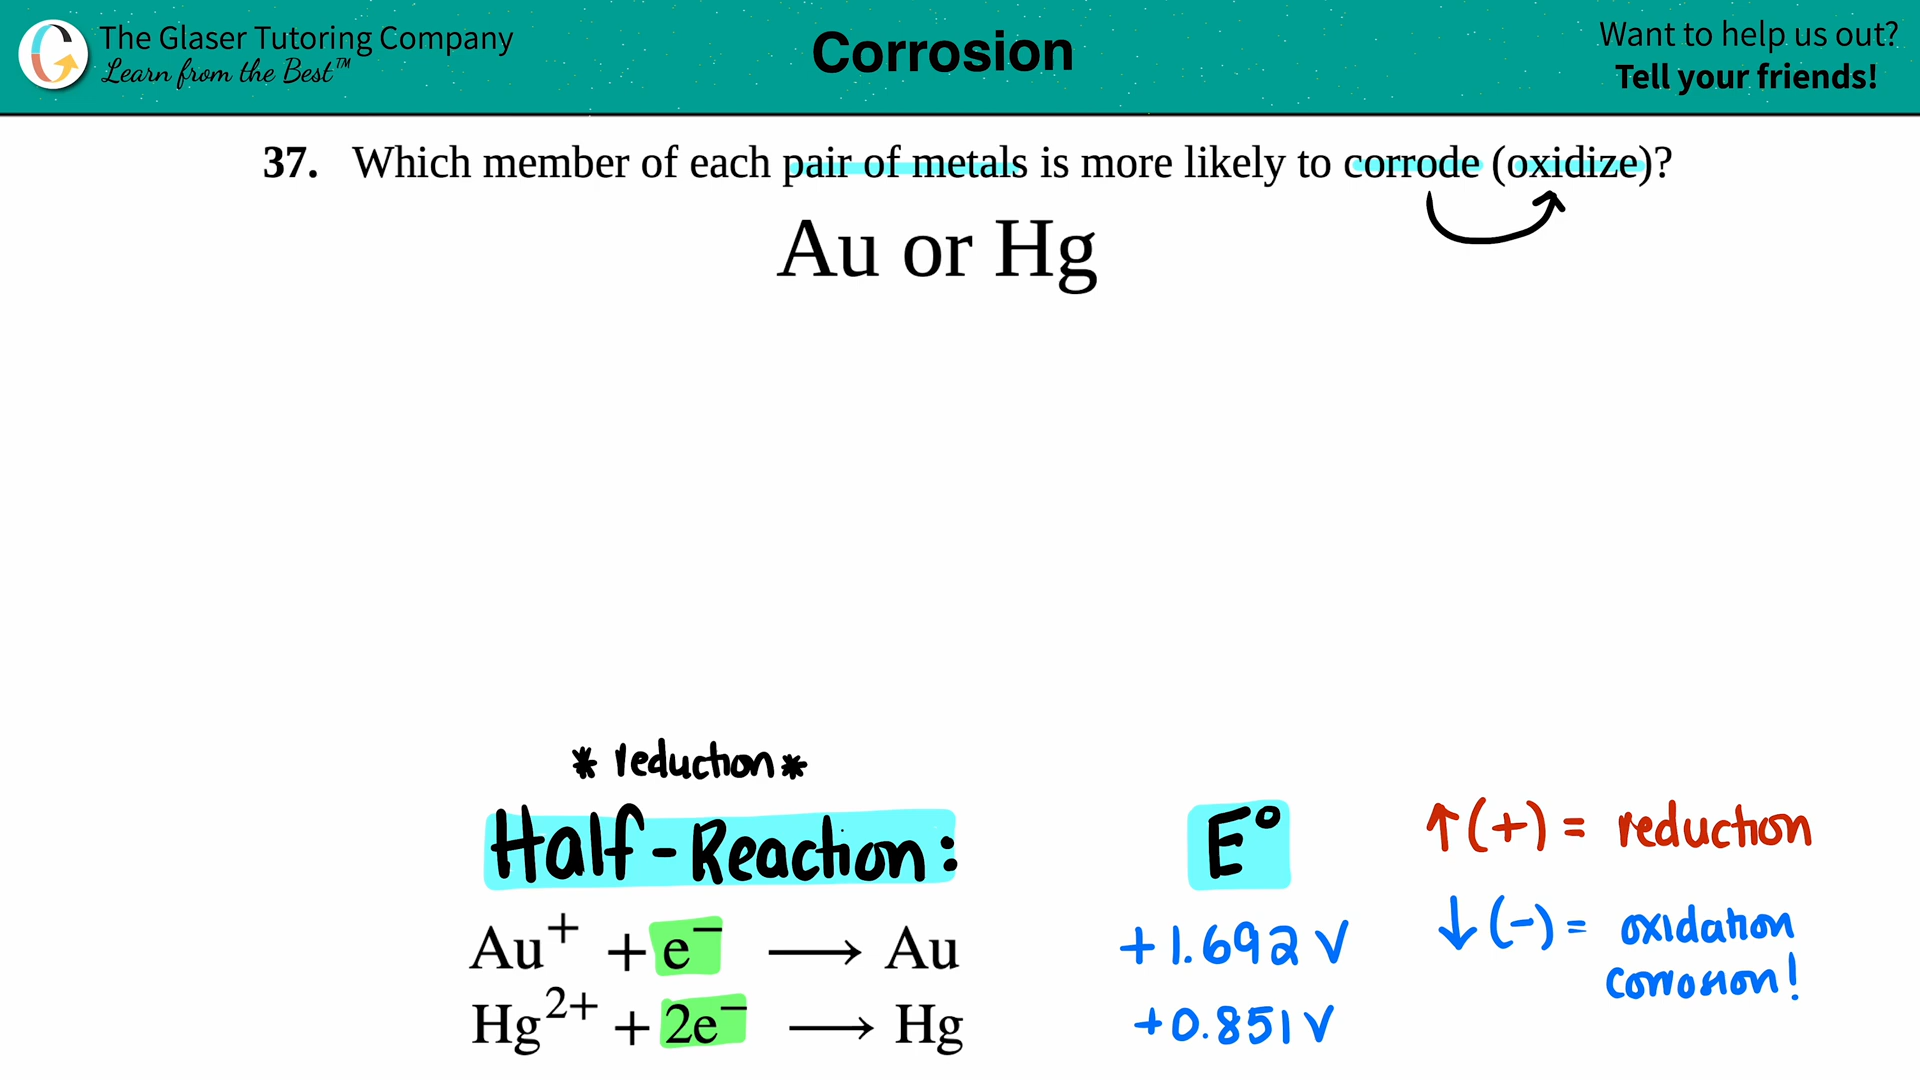 The Glaser Tutoring Company
Learn from the Best™
Corrosion
Want to help us out?
Tell your friends!
37. Which member of each pair of metals is more likely to corrode (oxidize)?
Au or Hg
* reduction *
Half-Reaction:
E°
↑(+) = reduction
Au⁺ + e⁻ ⟶ Au
+1.692 V
↓(-) = oxidation
corrosion!
Hg²⁺ + 2e⁻ ⟶ Hg
+0.851 V